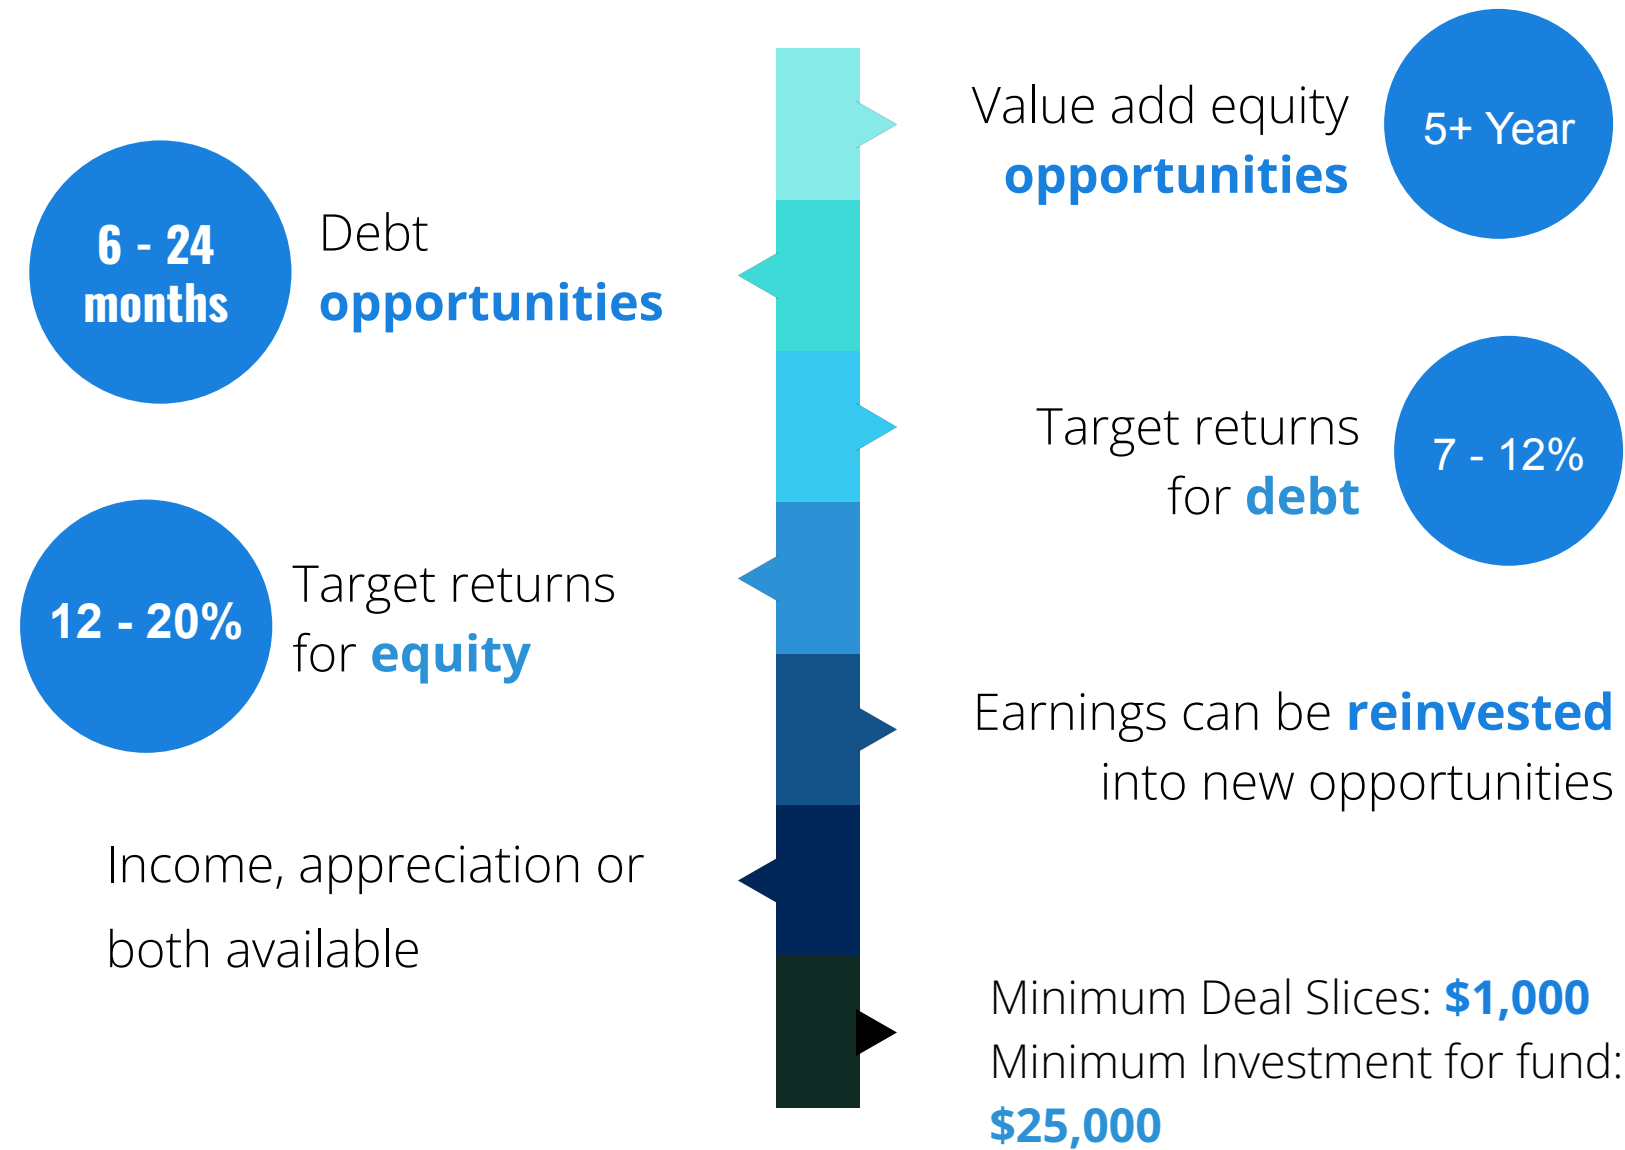 Value add equity
opportunities
5+ Year
6 - 24
months
Debt
opportunities
Target returns
for debt
7 - 12%
12 - 20%
Target returns
for equity
Earnings can be reinvested
into new opportunities
Income, appreciation or
both available
Minimum Deal Slices: $1,000
Minimum Investment for fund:
$25,000